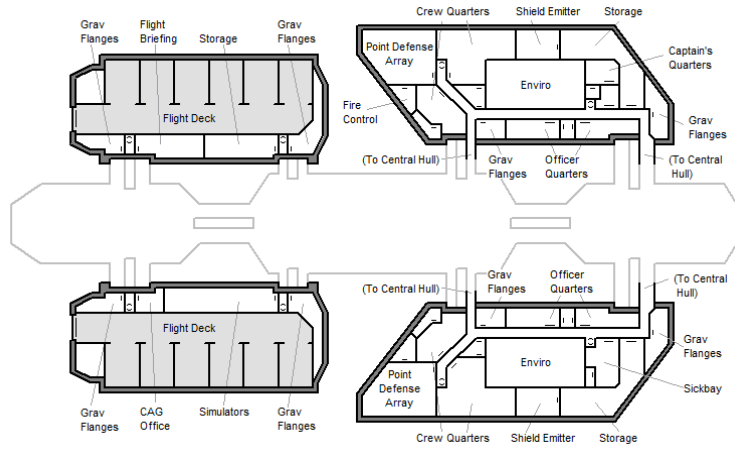 Grav
Flanges
Flight
Briefing
Storage
Grav
Flanges
Flight Deck
Crew Quarters
Shield Emitter
Storage
Point Defense
Array
Captain's
Quarters
Enviro
Fire
Control
Grav
Flanges
(To Central Hull)
Grav
Flanges
Officer
Quarters
(To Central
Hull)
(To Central Hull)
Grav
Flanges
Officer
Quarters
(To Central
Hull)
Flight Deck
Grav
Flanges
Enviro
Point
Defense
Array
Sickbay
Grav
Flanges
CAG
Office
Simulators
Grav
Flanges
Crew Quarters
Shield Emitter
Storage